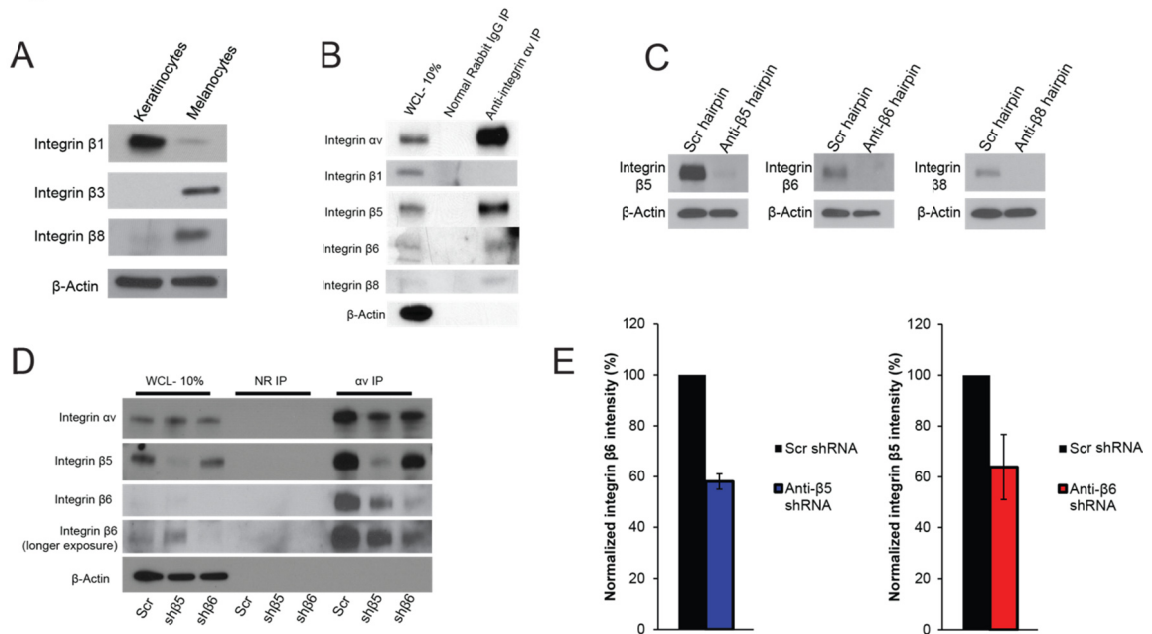 A
Keratinocytes
Melanocytes
Integrin β1
Integrin β3
Integrin β8
β-Actin
B
WCL- 10%
Normal Rabbit IgG IP
Anti-integrin αv IP
Integrin αv
Integrin β1
Integrin β5
ntegrin β6
ntegrin β8
β-Actin
C
Scr hairpin
Anti-β5 hairpin
Integrin
β5
β-Actin
Scr hairpin
Anti-β6 hairpin
Integrin
β6
β-Actin
Scr hairpin
Anti-β8 hairpin
Integrin
38
β-Actin
D
WCL- 10%
NR IP
αv IP
Integrin αv
Integrin β5
Integrin β6
Integrin β6
(longer exposure)
β-Actin
Scr
shβ5
shβ6
Scr
shβ5
shβ6
Scr
shβ5
shβ6
E
Normalized integrin β6 intensity (%)
120
100
80
60
40
20
0
Scr shRNA
Anti-β5
shRNA
Normalized integrin β5 intensity (%)
120
100
80
60
40
20
0
Scr shRNA
Anti-β6
shRNA